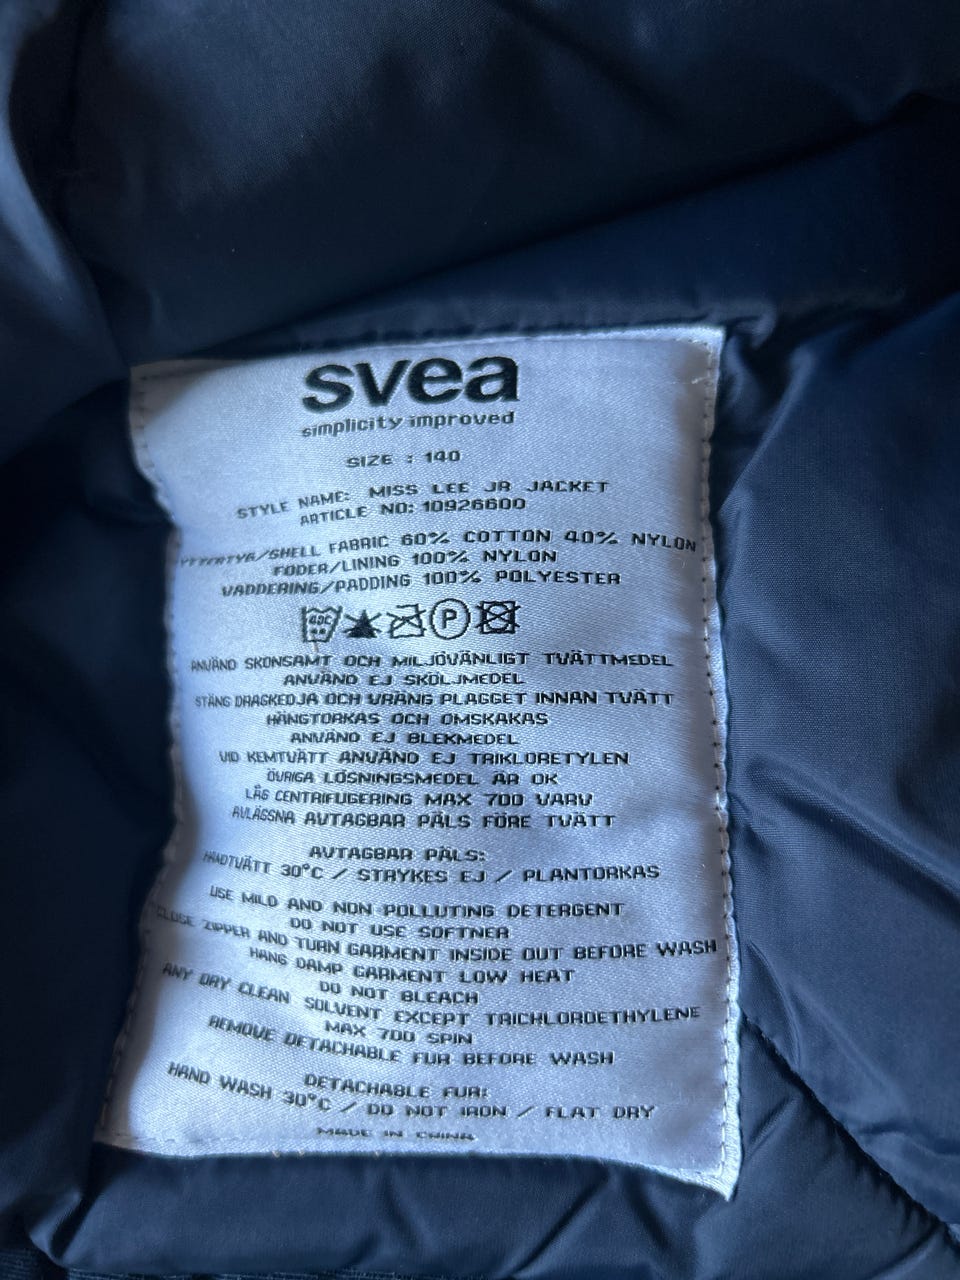 svea
simplicity improved
SIZE : 140
STYLE NAME: MISS LEE JR JACKET
ARTICLE NO: 10926600
YTTERTYG/SHELL FABRIC 60% COTTON 40% NYLON
FODER/LINING 100% NYLON
VADDERING/PADDING 100% POLYESTER
P
ANVÄND SKONSAMT OCH MILJÖVÄNLIGT TVÄTTMEDEL
ANVÄND EJ SKÖLJMEDEL
STÄNG DRAGKEDJA OCH VRÄNG PLAGGET INNAN TVÄTT
HÄNGTORKAS OCH OMSKAKAS
ANVÄND EJ BLEKMEDEL
VID KEMTVÄTT ANVÄND EJ TRIKLORETYLEN
ÖVRIGA LÖSNINGSMEDEL ÄR OK
LÅG CENTRIFUGERING MAX 700 VARV
AVLÄGSNA AVTAGBAR PÄLS FÖRE TVÄTT
AVTAGBAR PÄLS:
HANDTVÄTT 30°C / STRYKES EJ / PLANTORKAS
USE MILD AND NON POLLUTING DETERGENT
DO NOT USE SOFTNER
CLOSE ZIPPER AND TURN GARMENT INSIDE OUT BEFORE WASH
HANG DAMP GARMENT LOW HEAT
DO NOT BLEACH
ANY DRY CLEAN SOLVENT EXCEPT TRICHLOROETHYLENE
MAX 700 SPIN
REMOVE DETACHABLE FUR BEFORE WASH
DETACHABLE FUR:
HAND WASH 30°C / DO NOT IRON / FLAT DRY
MADE IN CHINA